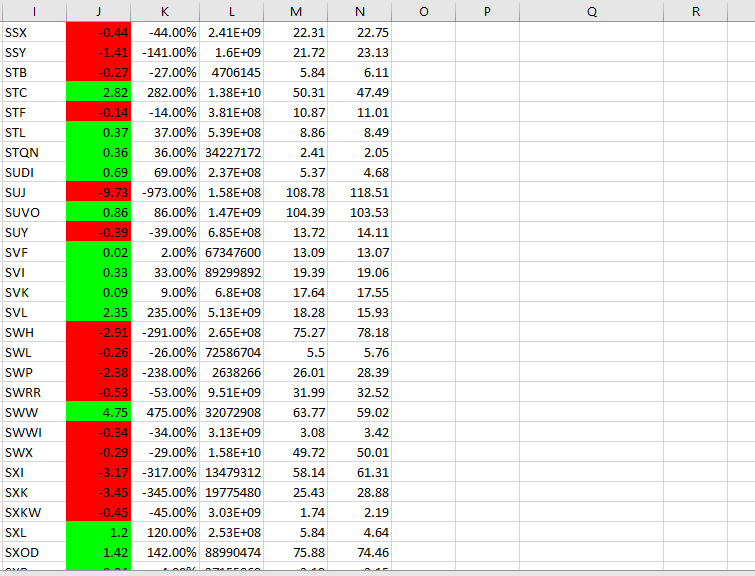 I J K L M N O P Q R
SSX -0.44 -44.00% 2.41E+09 22.31 22.75
SSY -1.41 -141.00% 1.6E+09 21.72 23.13
STB -0.27 -27.00% 4706145 5.84 6.11
STC 2.82 282.00% 1.38E+10 50.31 47.49
STF -0.14 -14.00% 3.81E+08 10.87 11.01
STL 0.37 37.00% 5.39E+08 8.86 8.49
STQN 0.36 36.00% 34227172 2.41 2.05
SUDI 0.69 69.00% 2.37E+08 5.37 4.68
SUJ -9.73 -973.00% 1.58E+08 108.78 118.51
SUVO 0.86 86.00% 1.47E+09 104.39 103.53
SUY -0.39 -39.00% 6.85E+08 13.72 14.11
SVF 0.02 2.00% 67347600 13.09 13.07
SVI 0.33 33.00% 89299892 19.39 19.06
SVK 0.09 9.00% 6.8E+08 17.64 17.55
SVL 2.35 235.00% 5.13E+09 18.28 15.93
SWH -2.91 -291.00% 2.65E+08 75.27 78.18
SWL -0.26 -26.00% 72586704 5.5 5.76
SWP -2.38 -238.00% 2638266 26.01 28.39
SWRR -0.53 -53.00% 9.51E+09 31.99 32.52
SWW 4.75 475.00% 32072908 63.77 59.02
SWWI -0.34 -34.00% 3.13E+09 3.08 3.42
SWX -0.29 -29.00% 1.58E+10 49.72 50.01
SXI -3.17 -317.00% 13479312 58.14 61.31
SXK -3.45 -345.00% 19775480 25.43 28.88
SXKW -0.45 -45.00% 3.03E+09 1.74 2.19
SXL 1.2 120.00% 2.53E+08 5.84 4.64
SXOD 1.42 142.00% 88990474 75.88 74.46